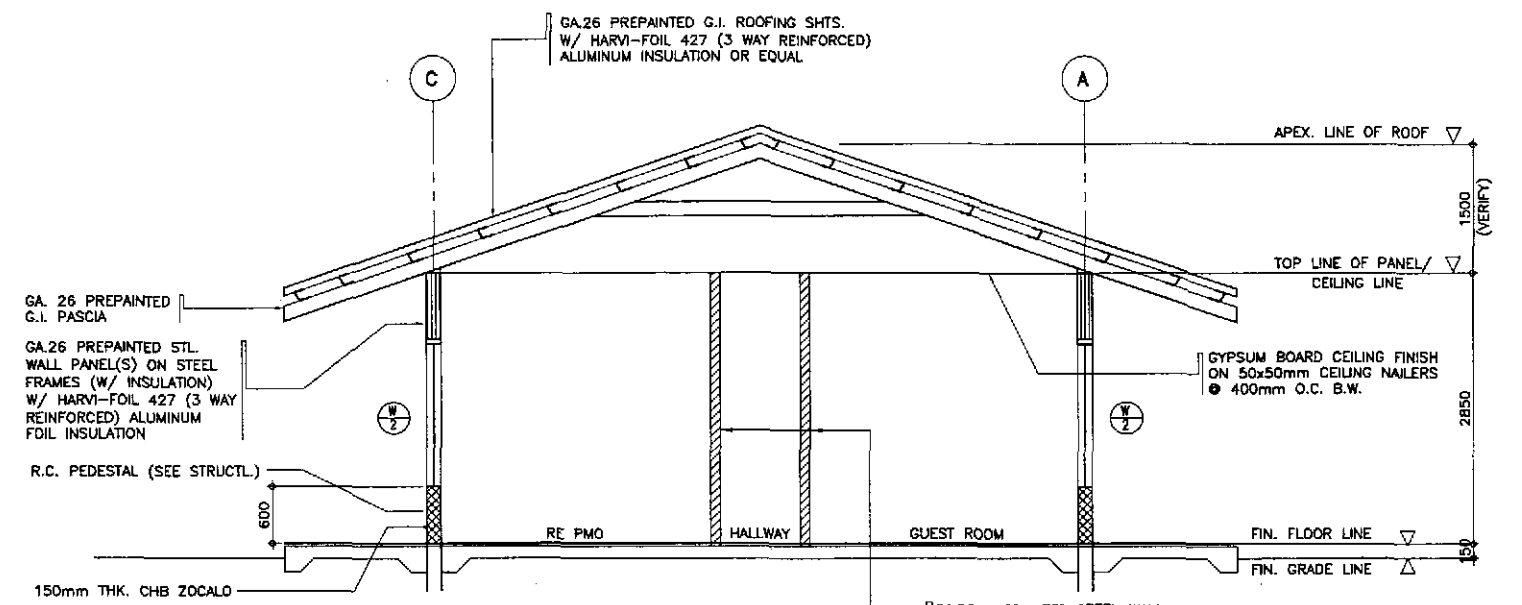 GA.26 PREPAINTED G.I. ROOFING SHTS.
W/ HARVI-FOIL 427 (3 WAY REINFORCED)
ALUMINUM INSULATION OR EQUAL
C
A
APEX. LINE OF ROOF
1500
(VERIFY)
TOP LINE OF PANEL/
CEILING LINE
GA. 26 PREPAINTED
G.I. FASCIA
GA.26 PREPAINTED STL.
WALL PANEL(S) ON STEEL
FRAMES (W/ INSULATION)
W/ HARVI-FOIL 427 (3 WAY
REINFORCED) ALUMINUM
FOIL INSULATION
GYPSUM BOARD CEILING FINISH
ON 50x50mm CEILING NAILERS
@ 400mm O.C. B.W.
2850
W
2
W
2
R.C. PEDESTAL (SEE STRUCTL.)
600
RE PMO
HALLWAY
GUEST ROOM
FIN. FLOOR LINE
150
FIN. GRADE LINE
150mm THK. CHB ZOCALO